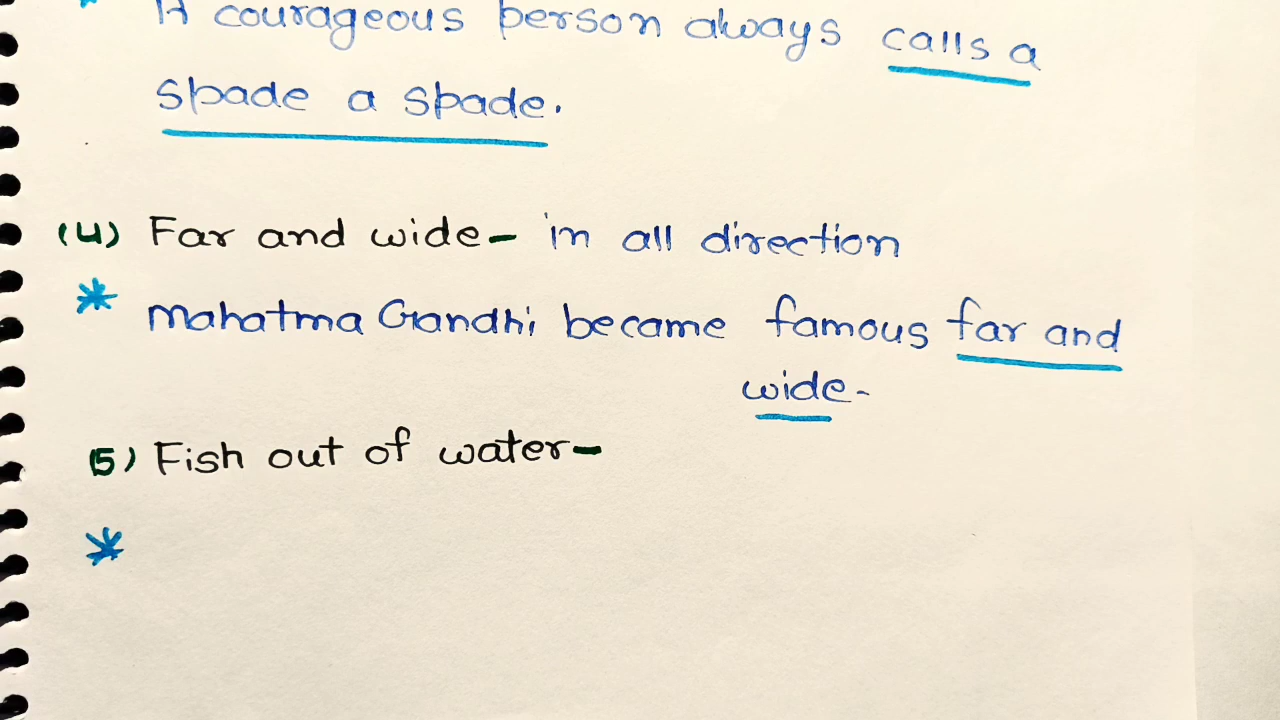 A courageous person always calls a
spade a spade.
(4) Far and wide- in all direction
* Mahatma Gandhi became famous far and
wide-
5) Fish out of water-
*